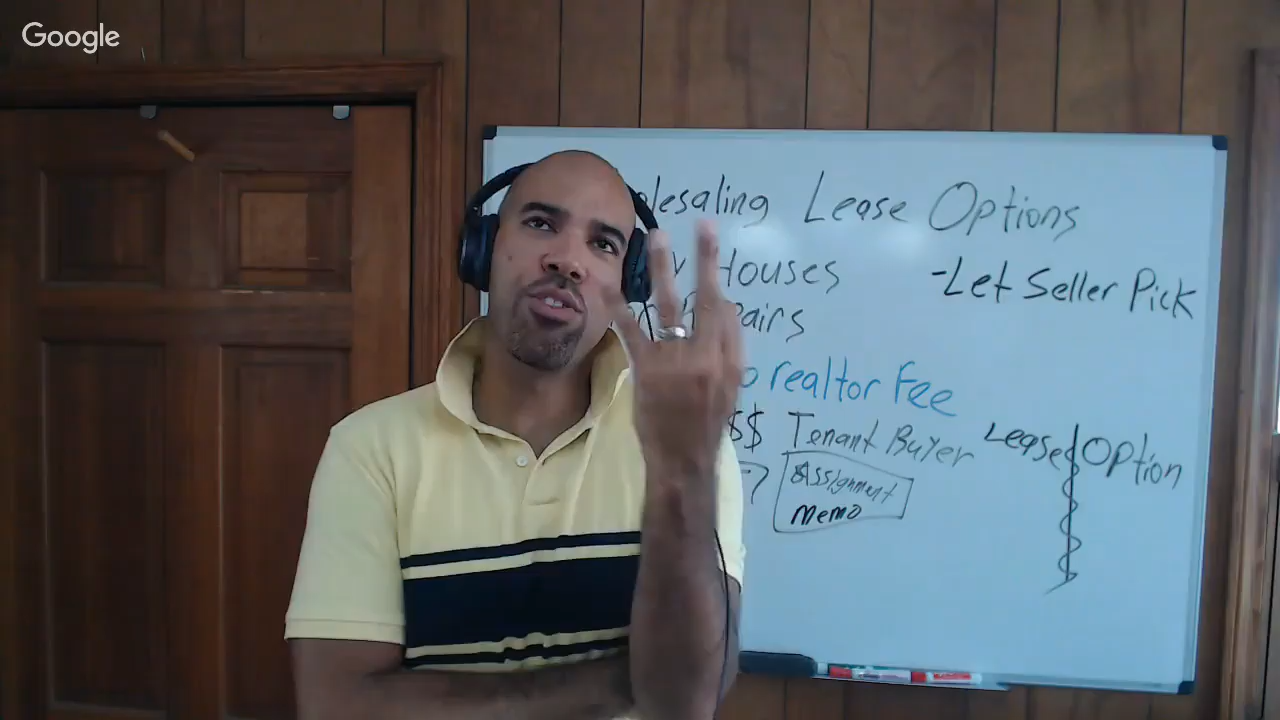 Google
lesaling Lease Options
Houses
-Let Seller Pick
airs
o realtor Fee
$$ Tenant Buyer
Lease Option
Assignment
Memo